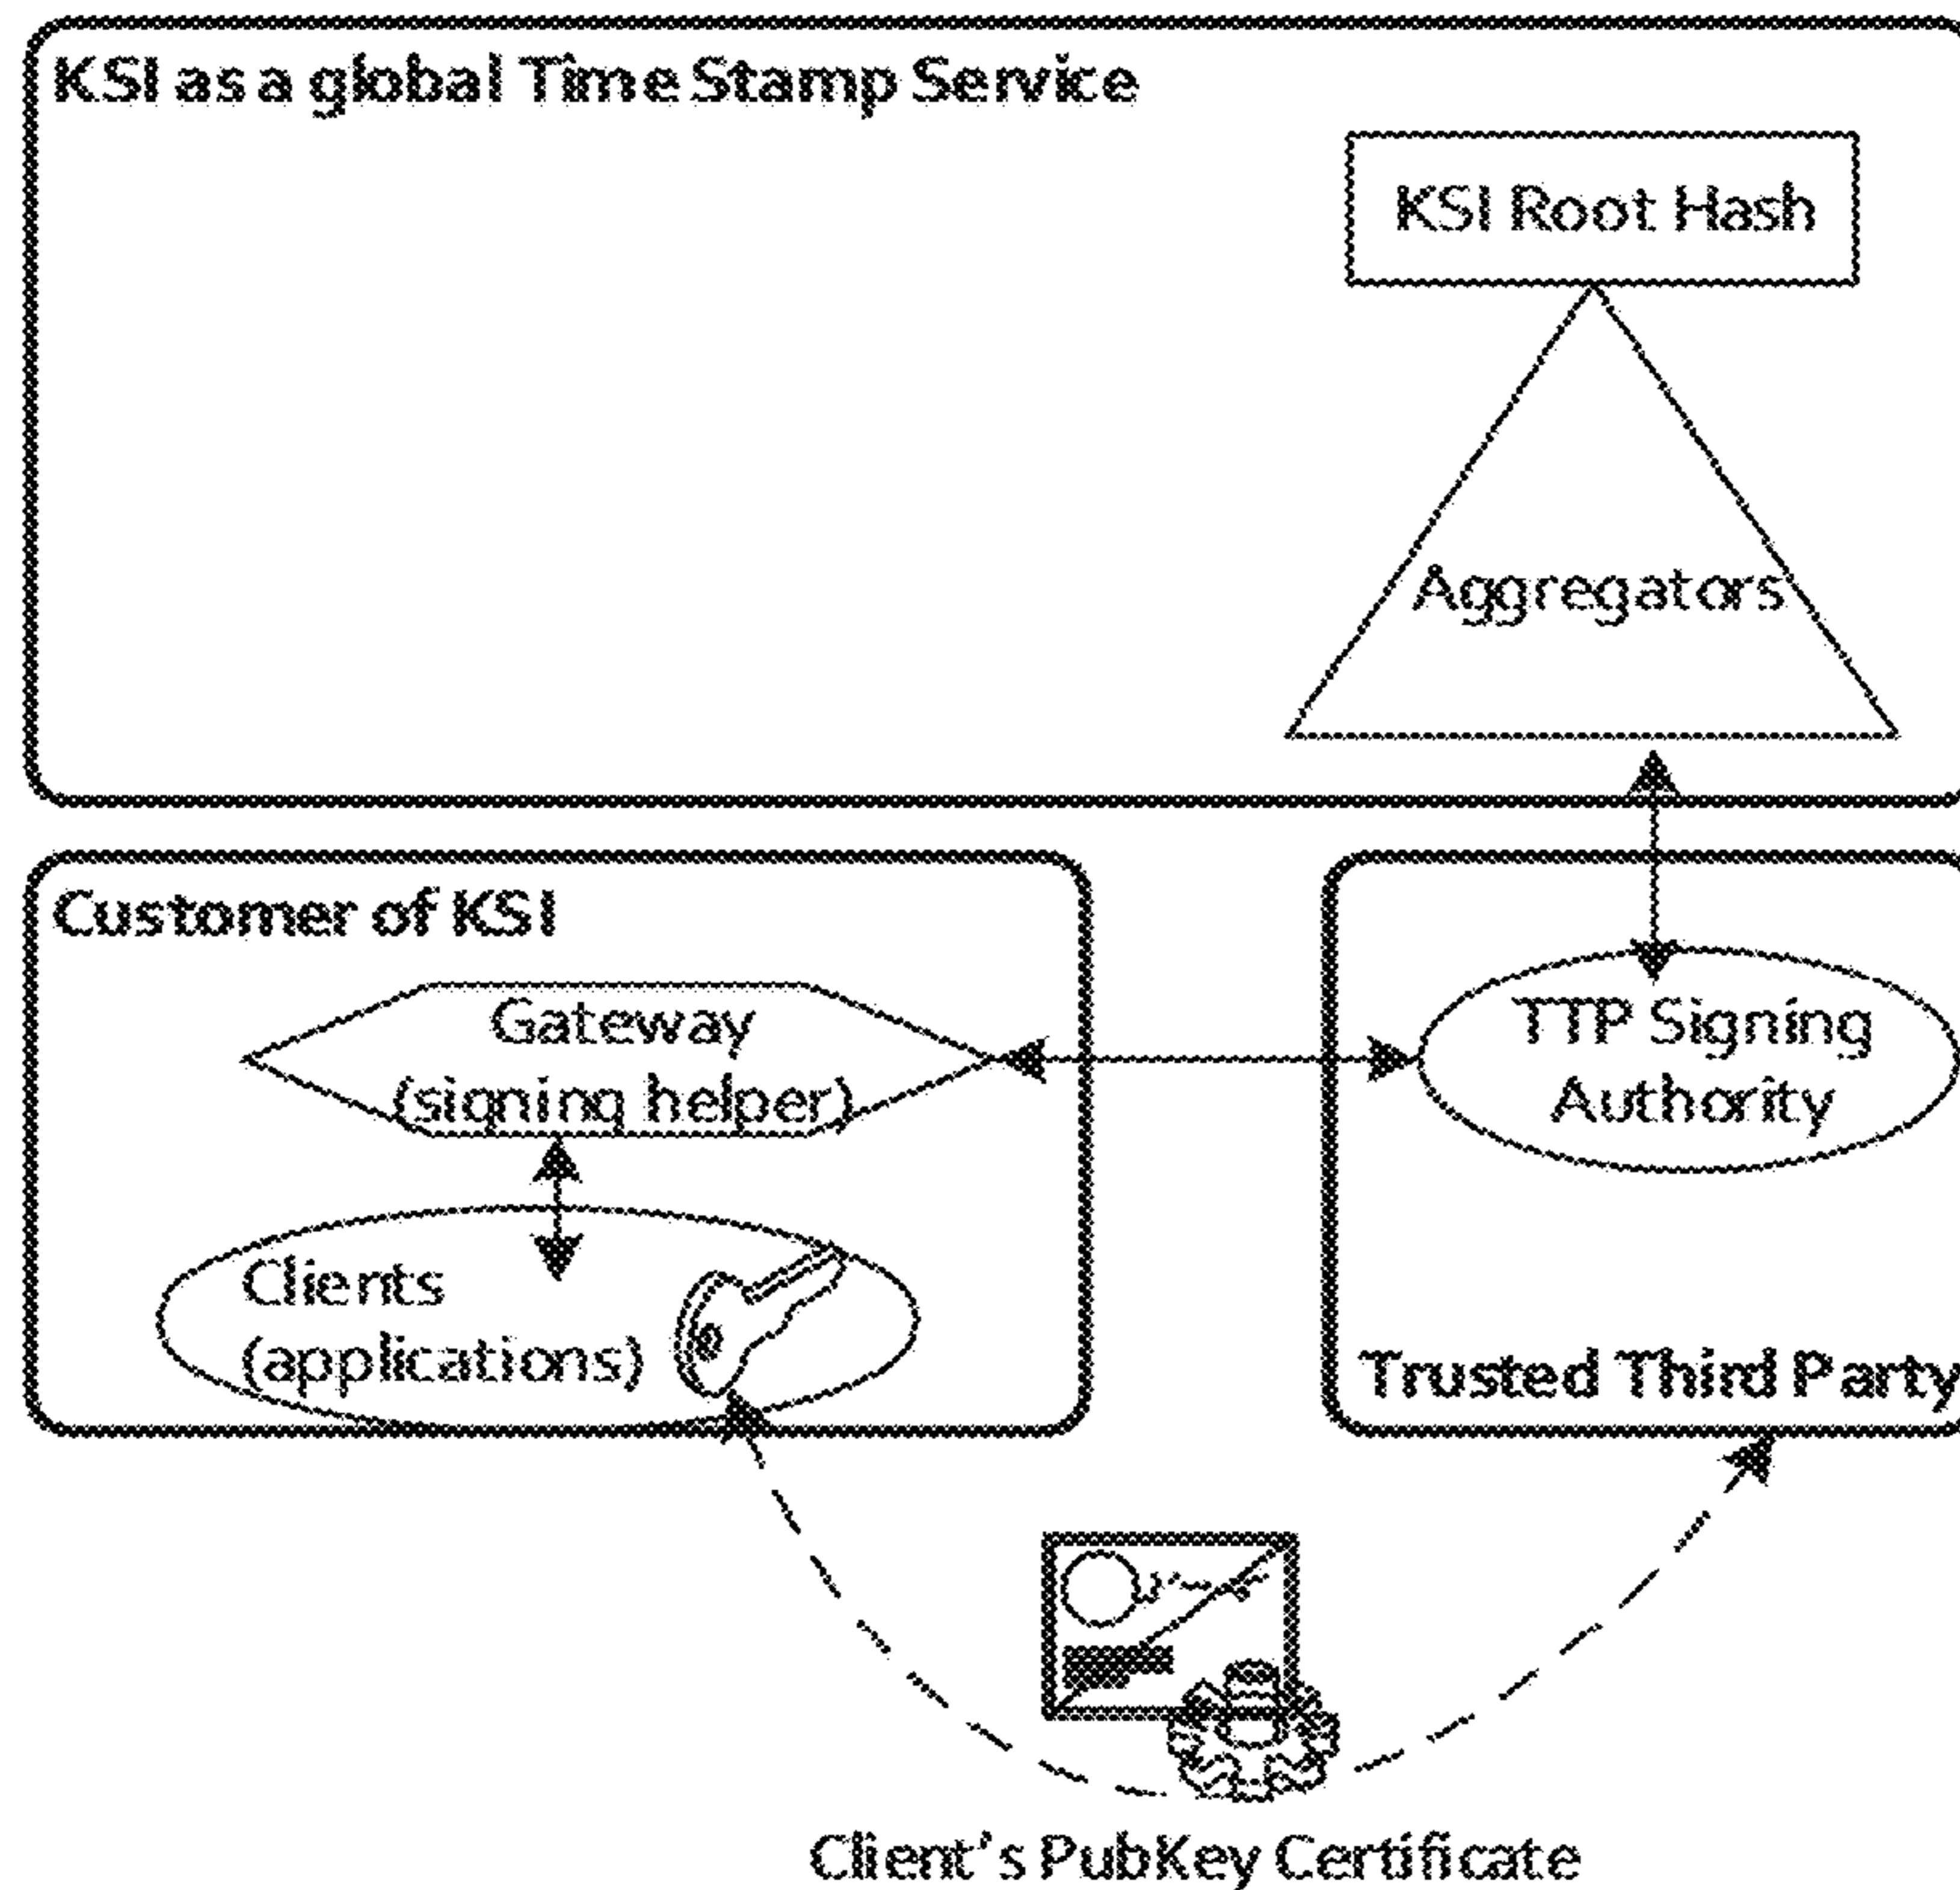 KSI as a global Time Stamp Service
KSI Root Hash
Aggregators
Customer of KSI
Gateway
(signing helper)
TTP Signing
Authority
Clients
(applications)
Trusted Third Party
Client's PubKey Certificate